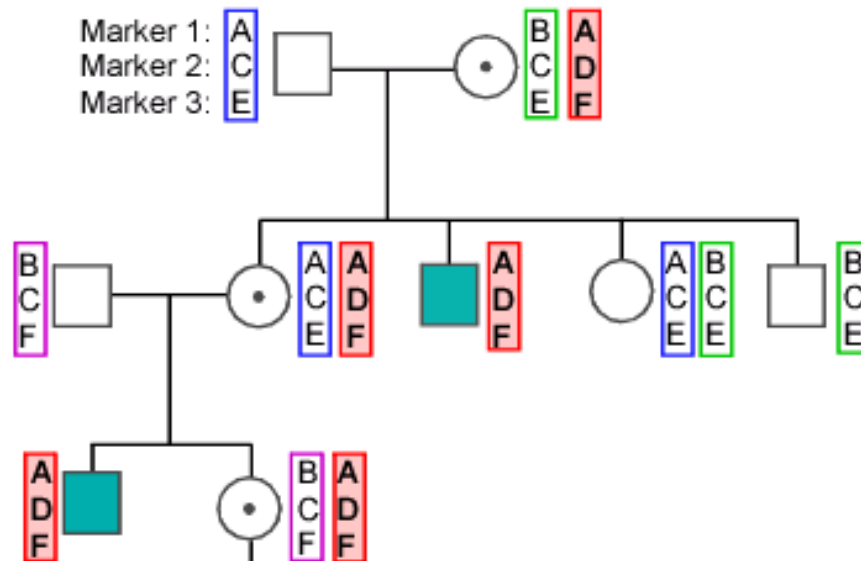 Marker 1: A B A
Marker 2: C C D
Marker 3: E E F
B A A A A B B
C C D D C C C
F E F F E E E
A B A
D C D
F F F